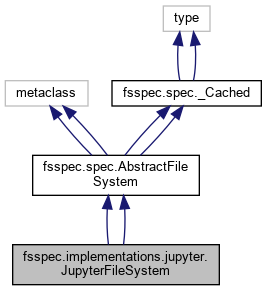 type
metaclass
fsspec.spec._Cached
fsspec.spec.AbstractFile
System
fsspec.implementations.jupyter.
JupyterFileSystem